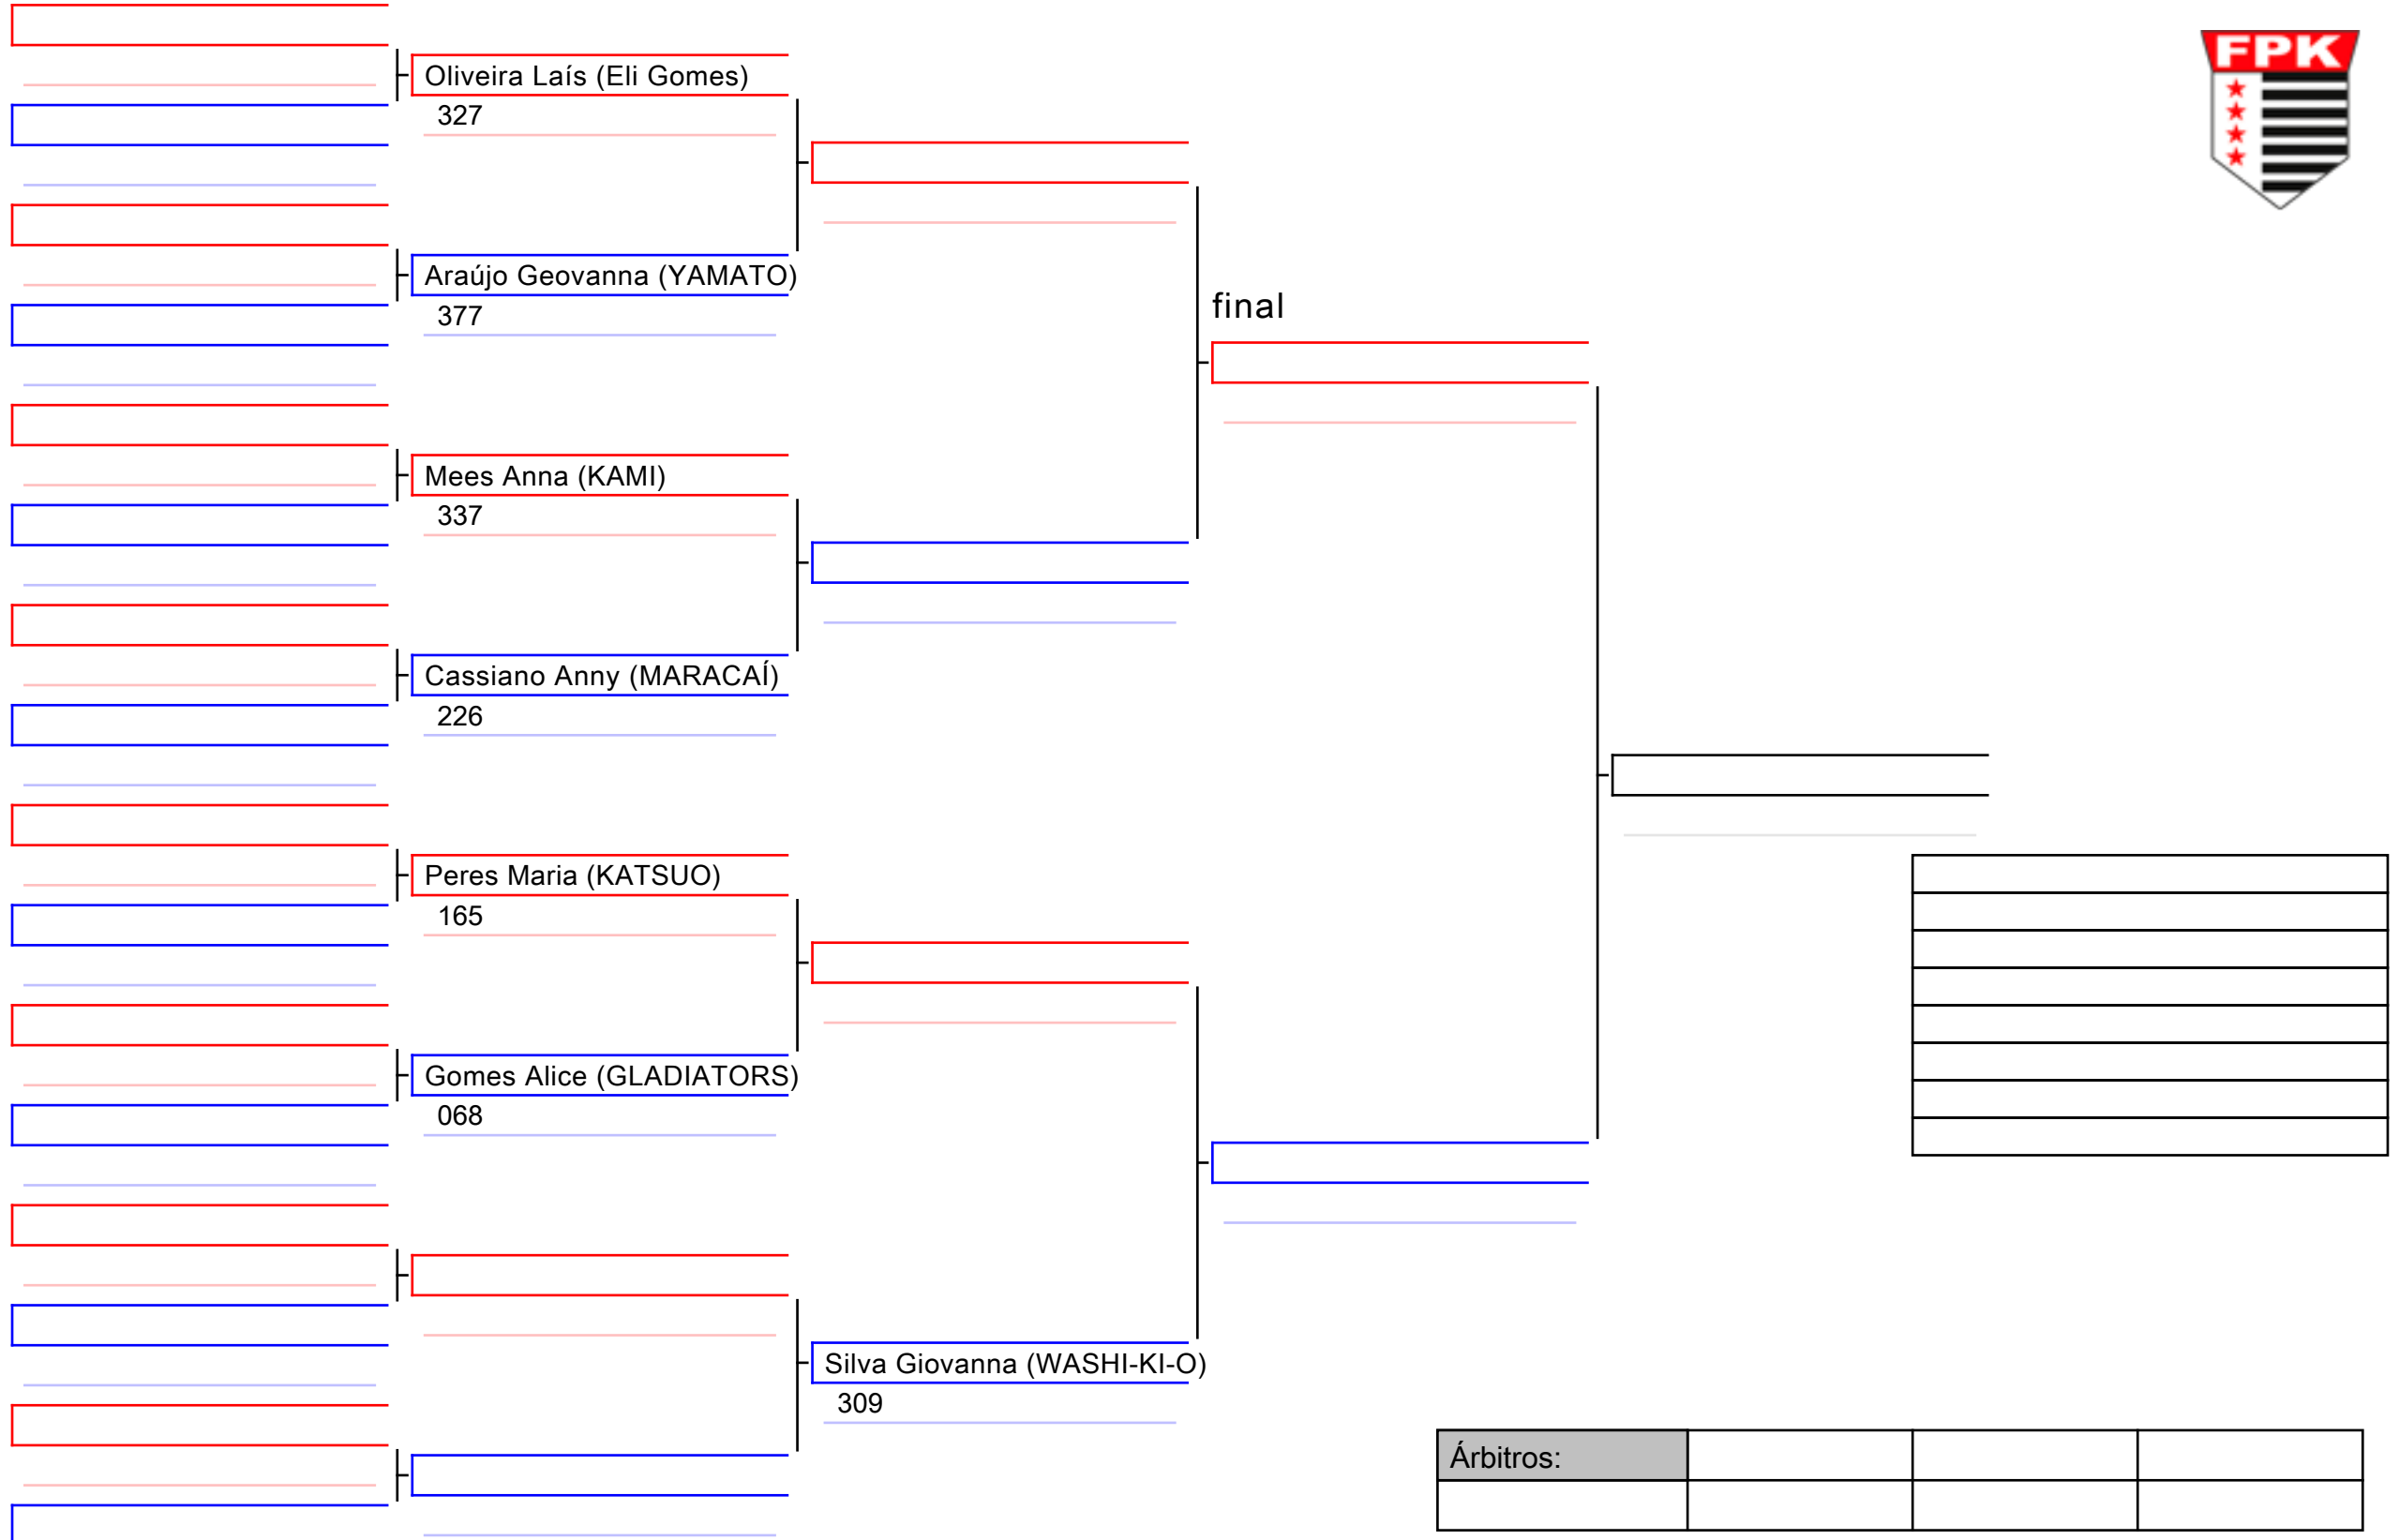 FPK
Oliveira Laís (Eli Gomes)
327
Araújo Geovanna (YAMATO)
377
final
Mees Anna (KAMI)
337
Cassiano Anny (MARACAÍ)
226
Peres Maria (KATSUO)
165
Gomes Alice (GLADIATORS)
068
Silva Giovanna (WASHI-KI-O)
309
Árbitros: